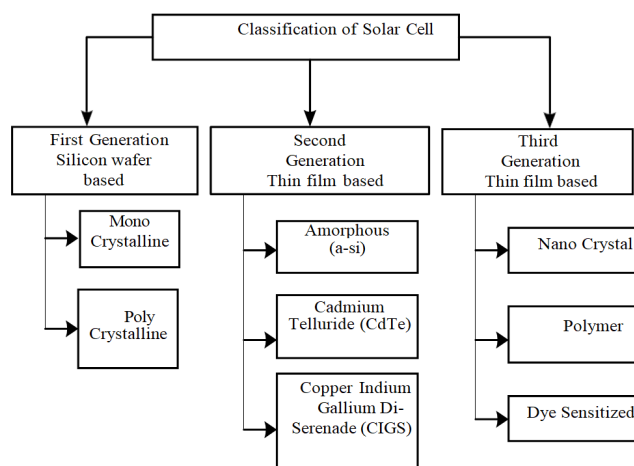 Classification of Solar Cell
First Generation
Silicon wafer
based
Second
Generation
Thin film based
Third
Generation
Thin film based
Mono
Crystalline
Poly
Crystalline
Amorphous
(a-si)
Cadmium
Telluride (CdTe)
Copper Indium
Gallium Di-
Serenade (CIGS)
Nano Crystal
Polymer
Dye Sensitized